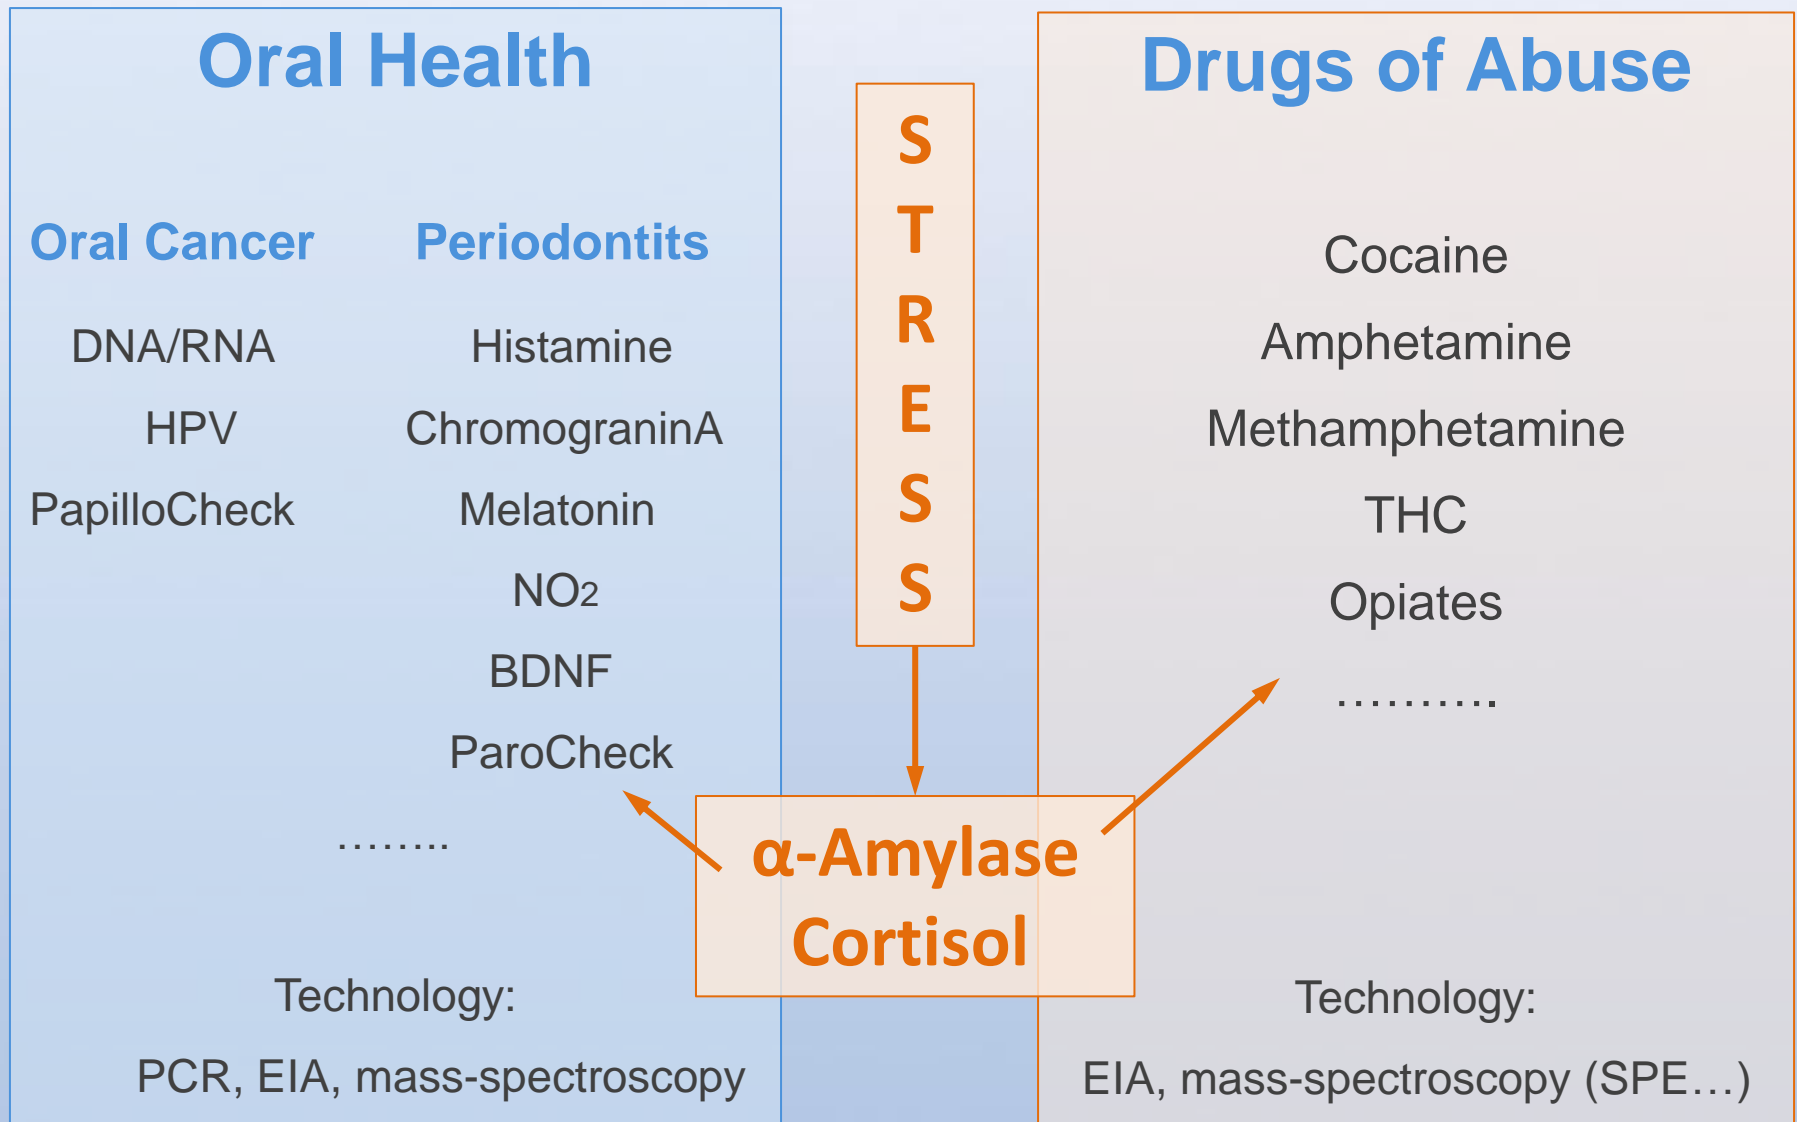 Oral Health
Oral Cancer
DNA/RNA
HPV
PapilloCheck
Periodontits
Histamine
ChromograninA
Melatonin
NO2
BDNF
ParoCheck
……..
Technology:
PCR, EIA, mass-spectroscopy
S
T
R
E
S
S
α-Amylase
Cortisol
Drugs of Abuse
Cocaine
Amphetamine
Methamphetamine
THC
Opiates
……….
Technology:
EIA, mass-spectroscopy (SPE…)